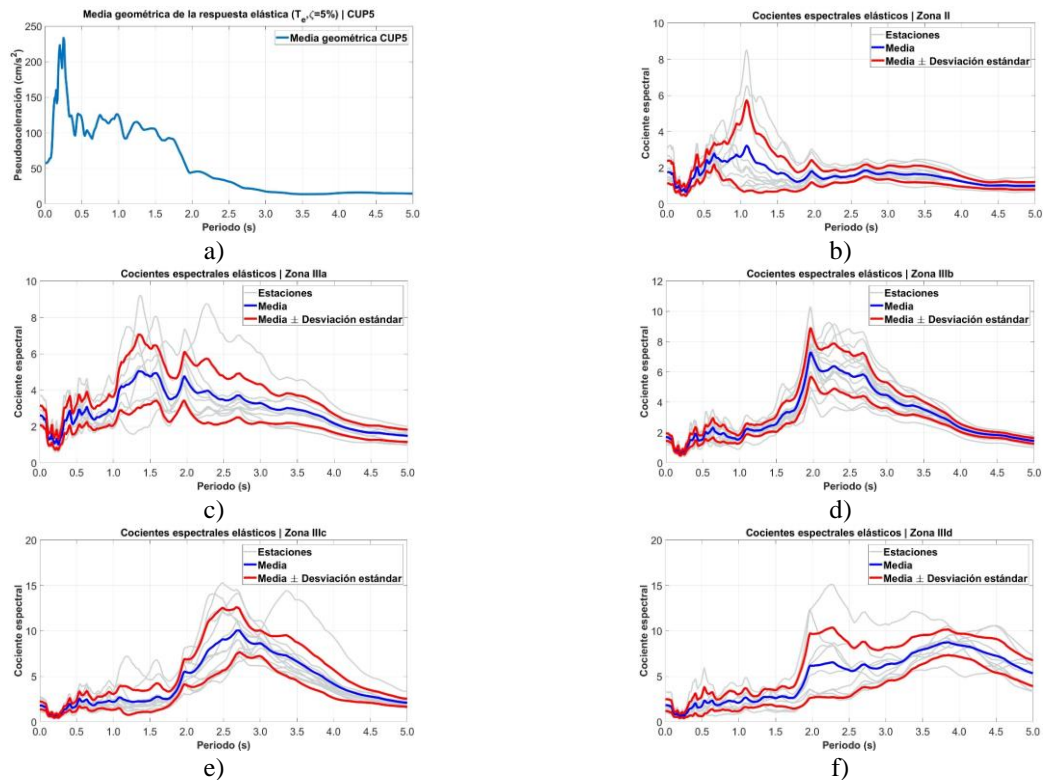 Media geométrica de la respuesta elástica (Te,ζ=5%) | CUP5
Media geométrica CUP5
Pseudoaceleración (cm/s²)
250
200
150
100
50
0
0.0 0.5 1.0 1.5 2.0 2.5 3.0 3.5 4.0 4.5 5.0
Periodo (s)
a)
Cocientes espectrales elásticos | Zona II
Estaciones
Media
Media ± Desviación estándar
Cociente espectral
10
8
6
4
2
0
0.0 0.5 1.0 1.5 2.0 2.5 3.0 3.5 4.0 4.5 5.0
Periodo (s)
b)
Cocientes espectrales elásticos | Zona IIIa
Estaciones
Media
Media ± Desviación estándar
Cociente espectral
10
8
6
4
2
0
0.0 0.5 1.0 1.5 2.0 2.5 3.0 3.5 4.0 4.5 5.0
Periodo (s)
c)
Cocientes espectrales elásticos | Zona IIIb
Estaciones
Media
Media ± Desviación estándar
Cociente espectral
12
10
8
6
4
2
0
0.0 0.5 1.0 1.5 2.0 2.5 3.0 3.5 4.0 4.5 5.0
Periodo (s)
d)
Cocientes espectrales elásticos | Zona IIIc
Estaciones
Media
Media ± Desviación estándar
Cociente espectral
20
15
10
5
0
0.0 0.5 1.0 1.5 2.0 2.5 3.0 3.5 4.0 4.5 5.0
Periodo (s)
e)
Cocientes espectrales elásticos | Zona IIId
Estaciones
Media
Media ± Desviación estándar
Cociente espectral
20
15
10
5
0
0.0 0.5 1.0 1.5 2.0 2.5 3.0 3.5 4.0 4.5 5.0
Periodo (s)
f)